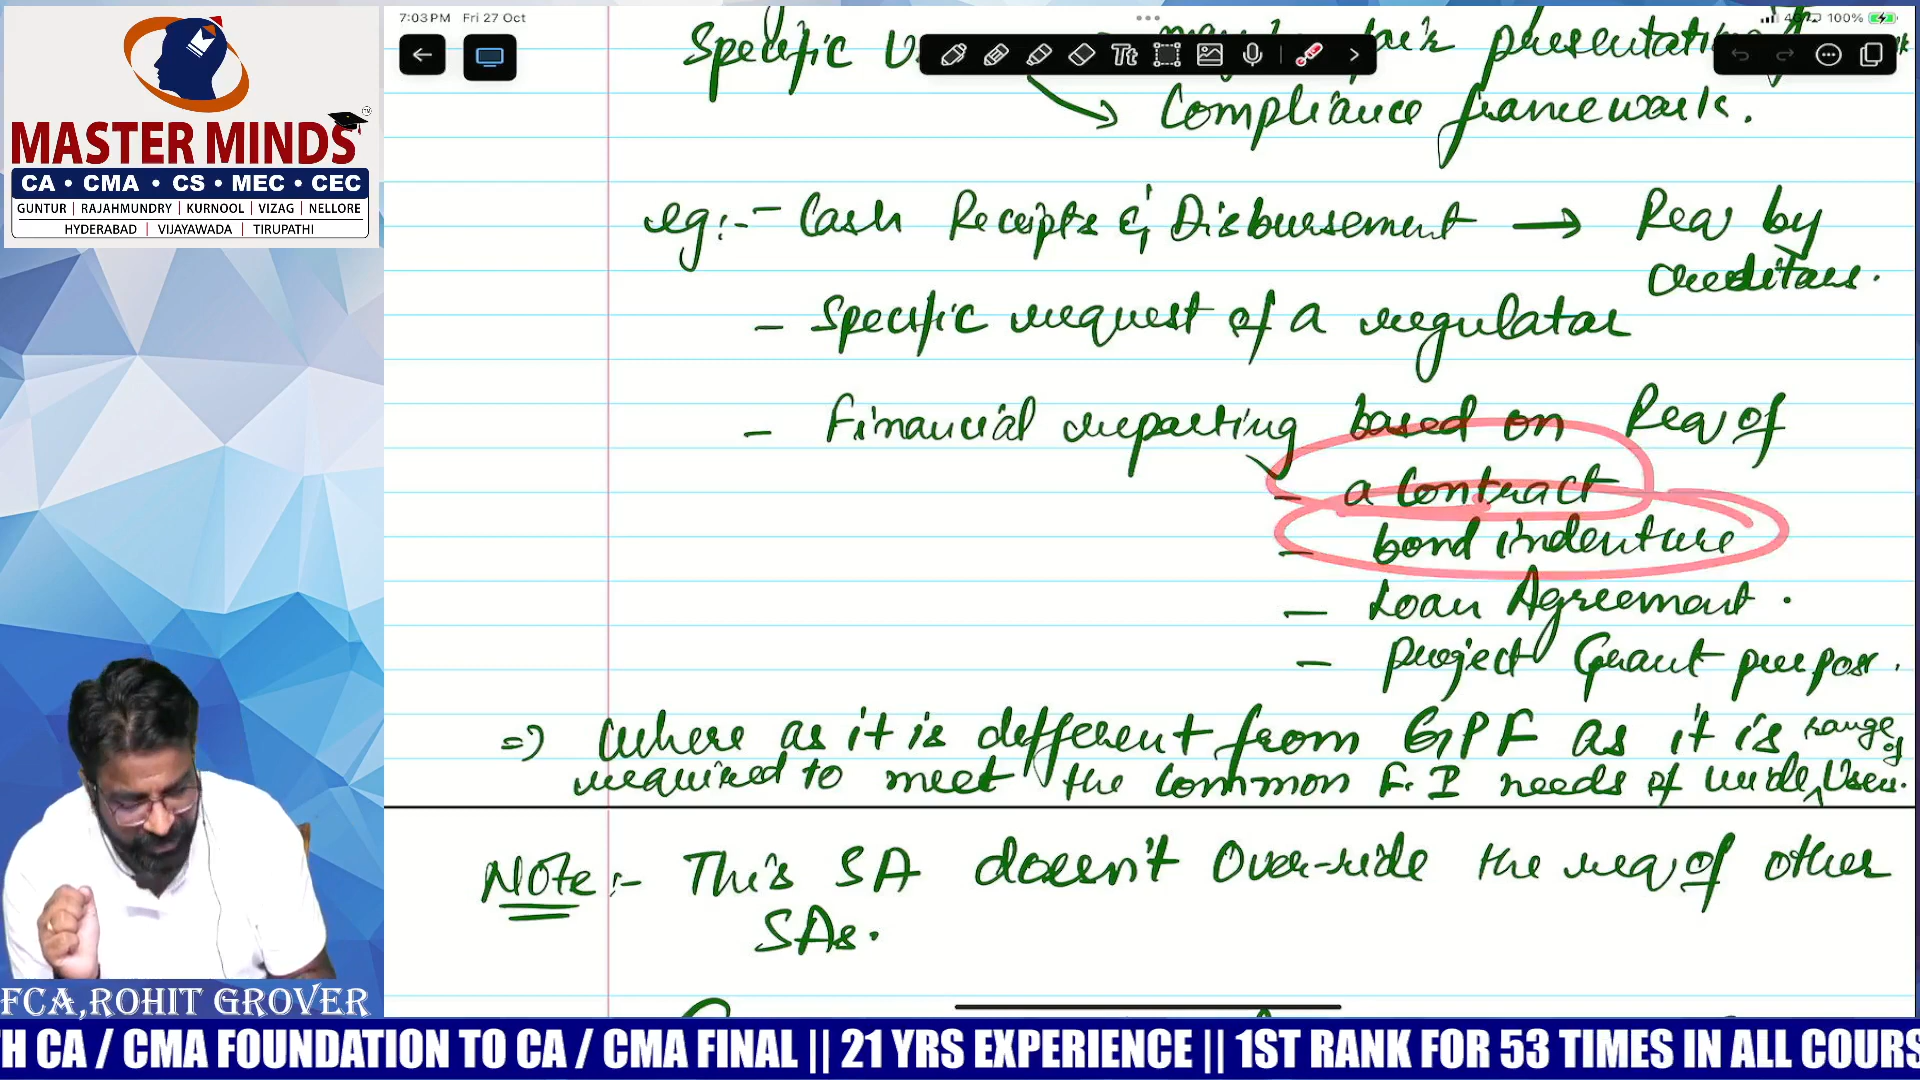 7:03 PM Fri 27 Oct
100%
Specific U
fair presentation
Compliance framework.
eg:- - Cash Receipts & Disbursement → Req by
Creditors.
- Specific request of a regulator
- Financial reporting based on Req of
- a Contract
- bond indenture
- Loan Agreement.
- Project Grant purpose.
=> Where as it is different from GPF as it is range of
required to meet the common F.I needs of wide ^ Users.
Note:- This SA doesn't Over-ride the req of other
SAs.
MASTER MINDS
CA • CMA • CS • MEC • CEC
GUNTUR | RAJAHMUNDRY | KURNOOL | VIZAG | NELLORE
HYDERABAD | VIJAYAWADA | TIRUPATHI
FCA,ROHIT GROVER
TH CA / CMA FOUNDATION TO CA / CMA FINAL || 21 YRS EXPERIENCE || 1ST RANK FOR 53 TIMES IN ALL COURS